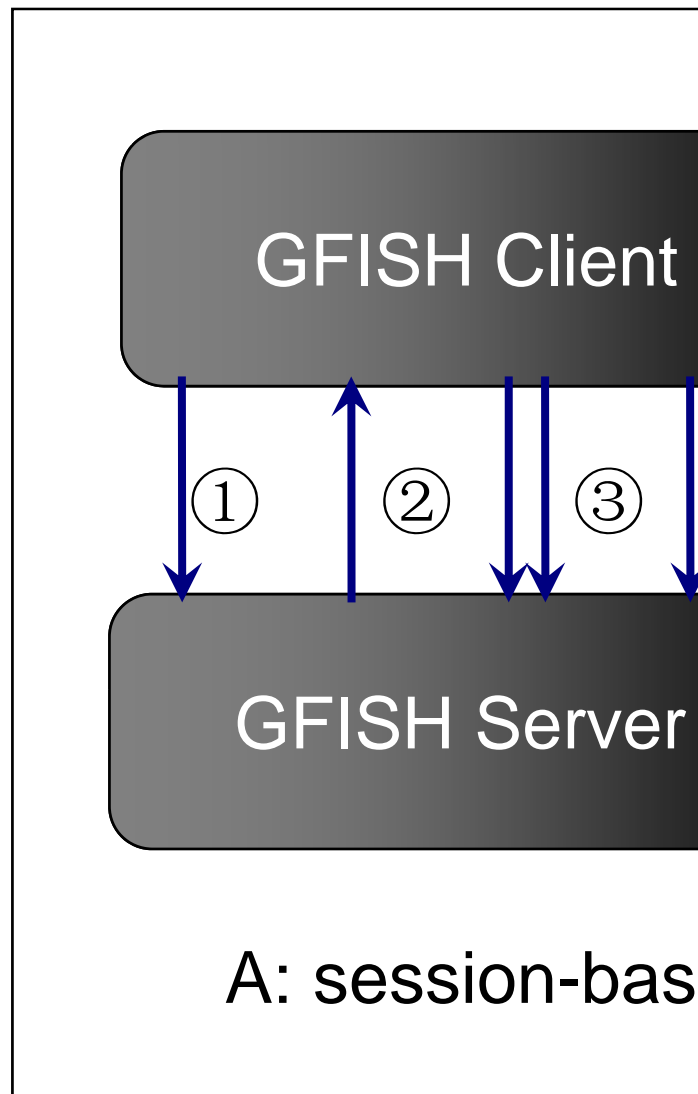 GFISH Client
① ② ③
GFISH Server
A: session-bas